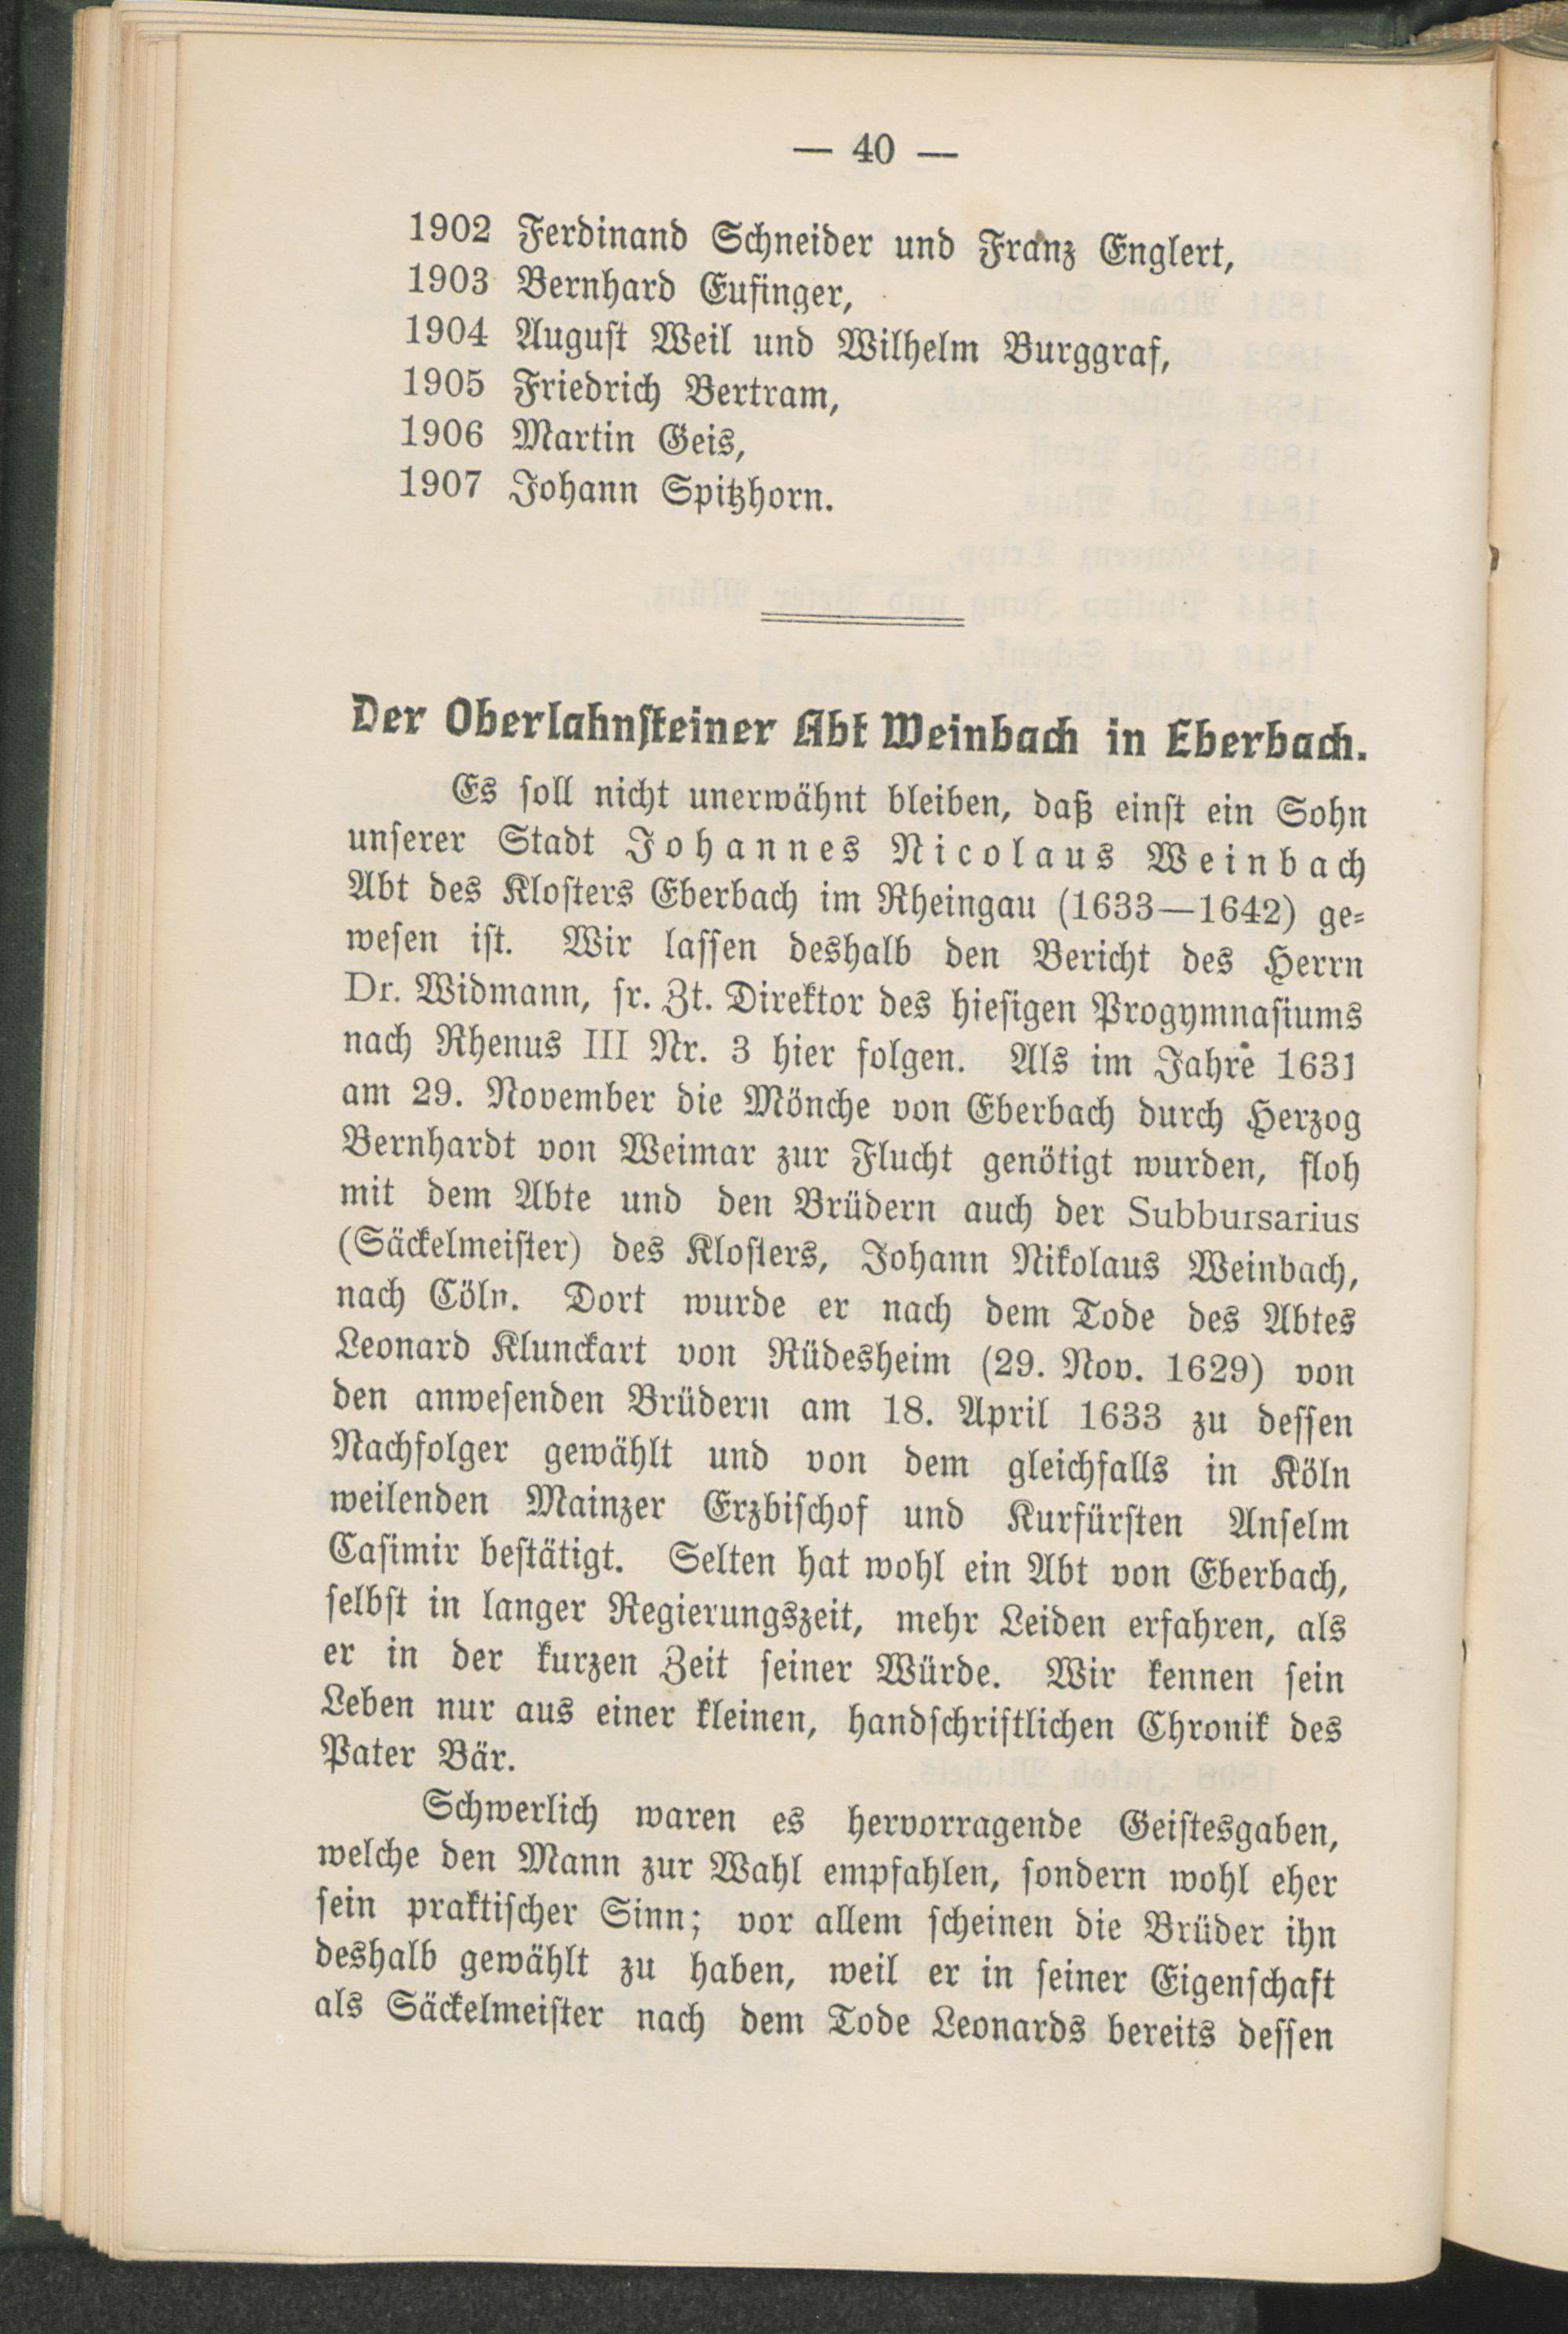 — 40 —
1902 Ferdinand Schneider und Franz Englert,
1903 Bernhard Eufinger,
1904 August Weil und Wilhelm Burggraf,
1905 Friedrich Bertram,
1906 Martin Geis,
1907 Johann Spitzhorn.
Der Oberlahnsteiner Abt Weinbach in Eberbach.
Es soll nicht unerwähnt bleiben, daß einst ein Sohn
unserer Stadt Johannes Nicolaus Weinbach
Abt des Klosters Eberbach im Rheingau (1633—1642) ge-
wesen ist. Wir lassen deshalb den Bericht des Herrn
Dr. Widmann, sr. Zt. Direktor des hiesigen Progymnasiums
nach Rhenus III Nr. 3 hier folgen. Als im Jahre 1631
am 29. November die Mönche von Eberbach durch Herzog
Bernhardt von Weimar zur Flucht genötigt wurden, floh
mit dem Abte und den Brüdern auch der Subbursarius
(Säckelmeister) des Klosters, Johann Nikolaus Weinbach,
nach Cöln. Dort wurde er nach dem Tode des Abtes
Leonard Klunckart von Rüdesheim (29. Nov. 1629) von
den anwesenden Brüdern am 18. April 1633 zu dessen
Nachfolger gewählt und von dem gleichfalls in Köln
weilenden Mainzer Erzbischof und Kurfürsten Anselm
Casimir bestätigt. Selten hat wohl ein Abt von Eberbach,
selbst in langer Regierungszeit, mehr Leiden erfahren, als
er in der kurzen Zeit seiner Würde. Wir kennen sein
Leben nur aus einer kleinen, handschriftlichen Chronik des
Pater Bär.
Schwerlich waren es hervorragende Geistesgaben,
welche den Mann zur Wahl empfahlen, sondern wohl eher
sein praktischer Sinn; vor allem scheinen die Brüder ihn
deshalb gewählt zu haben, weil er in seiner Eigenschaft
als Säckelmeister nach dem Tode Leonards bereits dessen